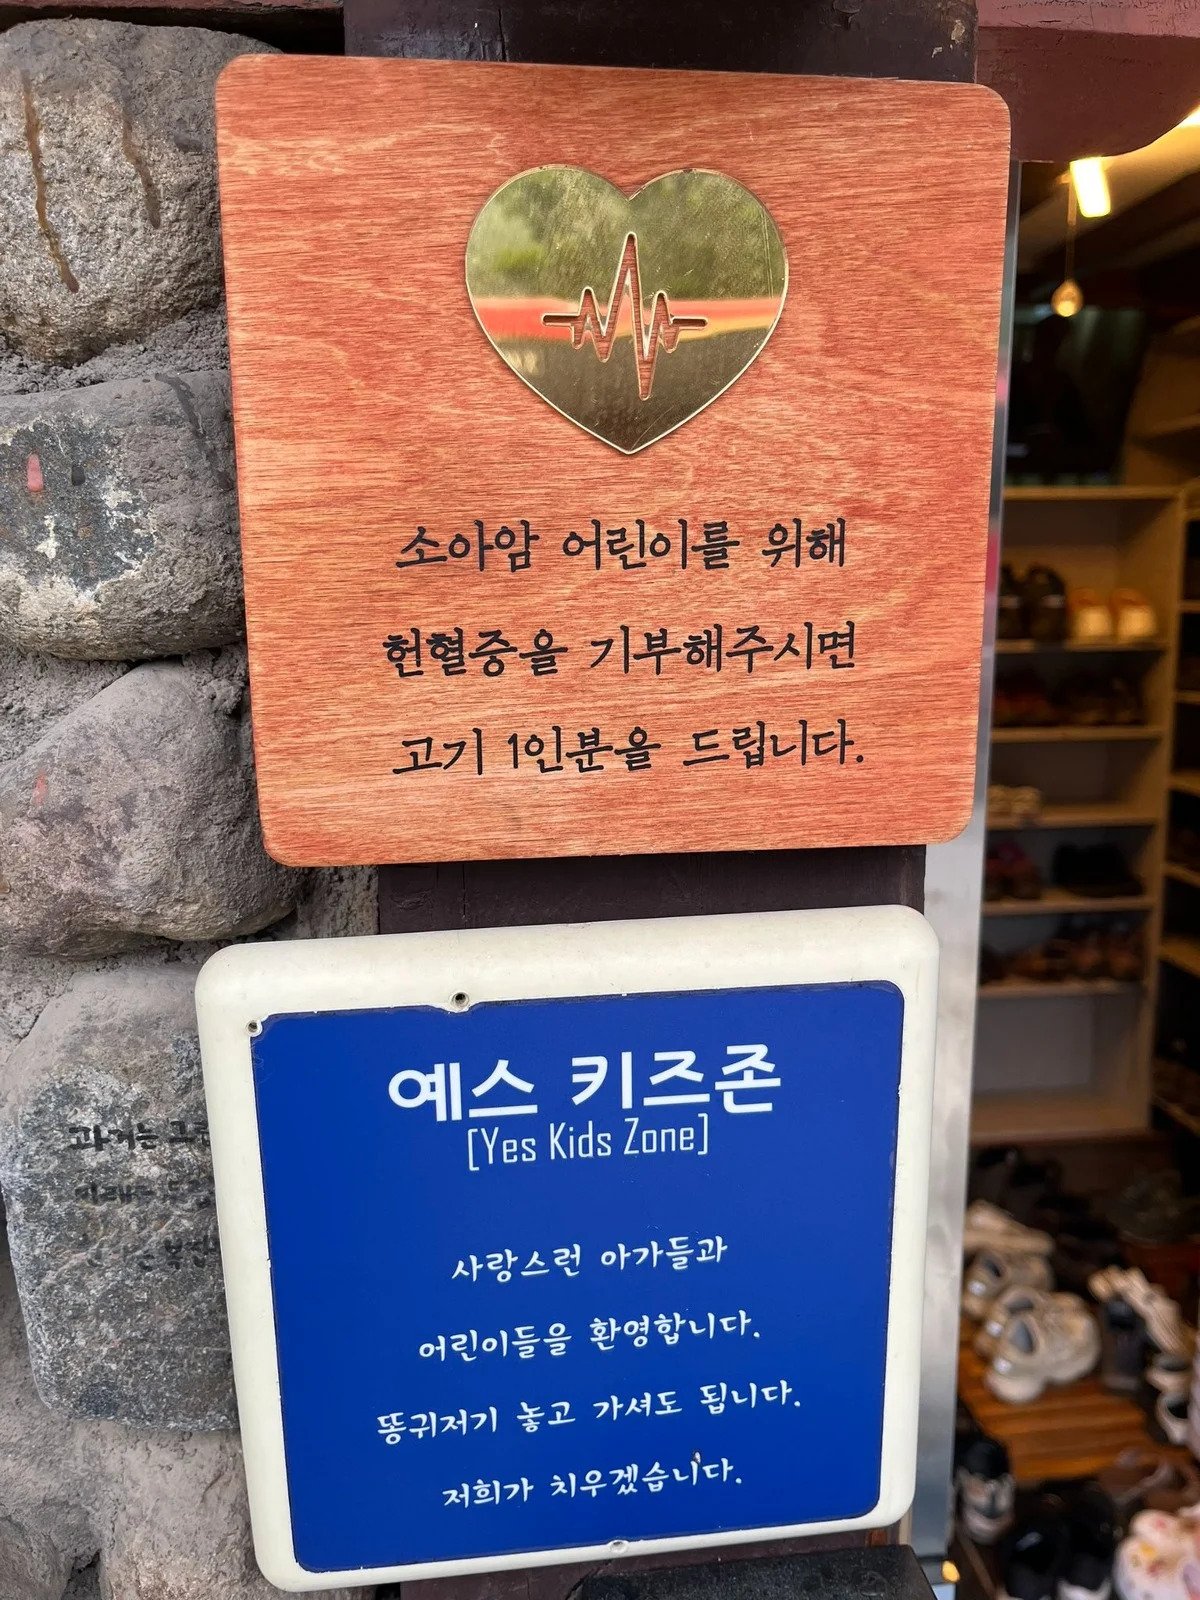 소아암 어린이를 위해
헌혈증을 기부해주시면
고기 1인분을 드립니다.
예스 키즈존
[Yes Kids Zone]
사랑스런 아가들과
어린이들을 환영합니다.
똥귀저기 놓고 가셔도 됩니다.
저희가 치우겠습니다.
과거는